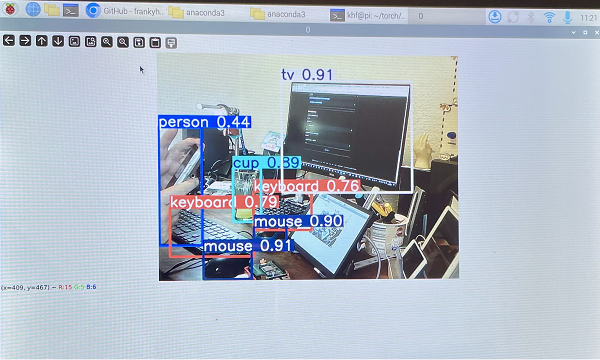 GitHub - frankyh...
anaconda3
anaconda3
khf@pi: ~/torch/...
0
11:21
0
tv 0.91
person 0.44
cup 0.89
keyboard 0.76
keyboard 0.79
mouse 0.90
mouse 0.91
(x=409, y=467) ~ R:15 G:5 B:6